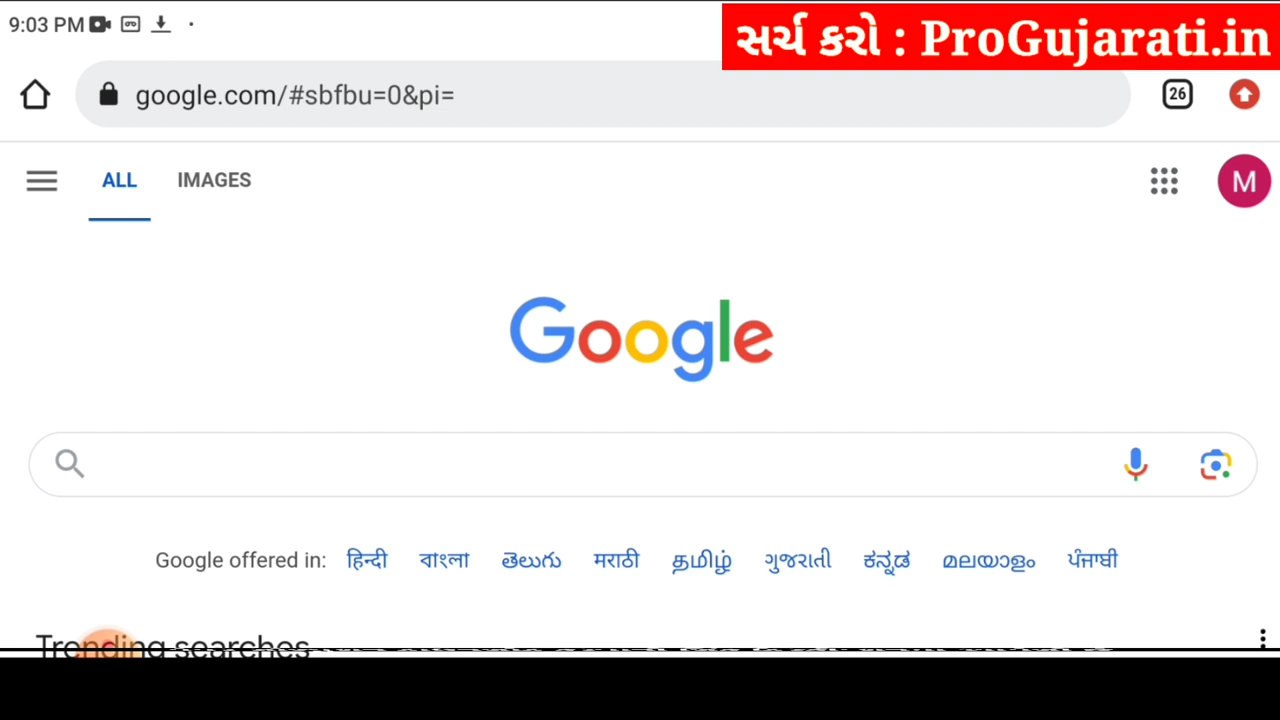 9:03 PM
સર્ચ કરો : ProGujarati.in
google.com/#sbfbu=0&pi=
26
ALL IMAGES
M
Google
Google offered in: हिन्दी বাংলা తెలుగు मराठी தமிழ் ગુજરાતી ಕನ್ನಡ മലയാളം ਪੰਜਾਬੀ
Trending searches